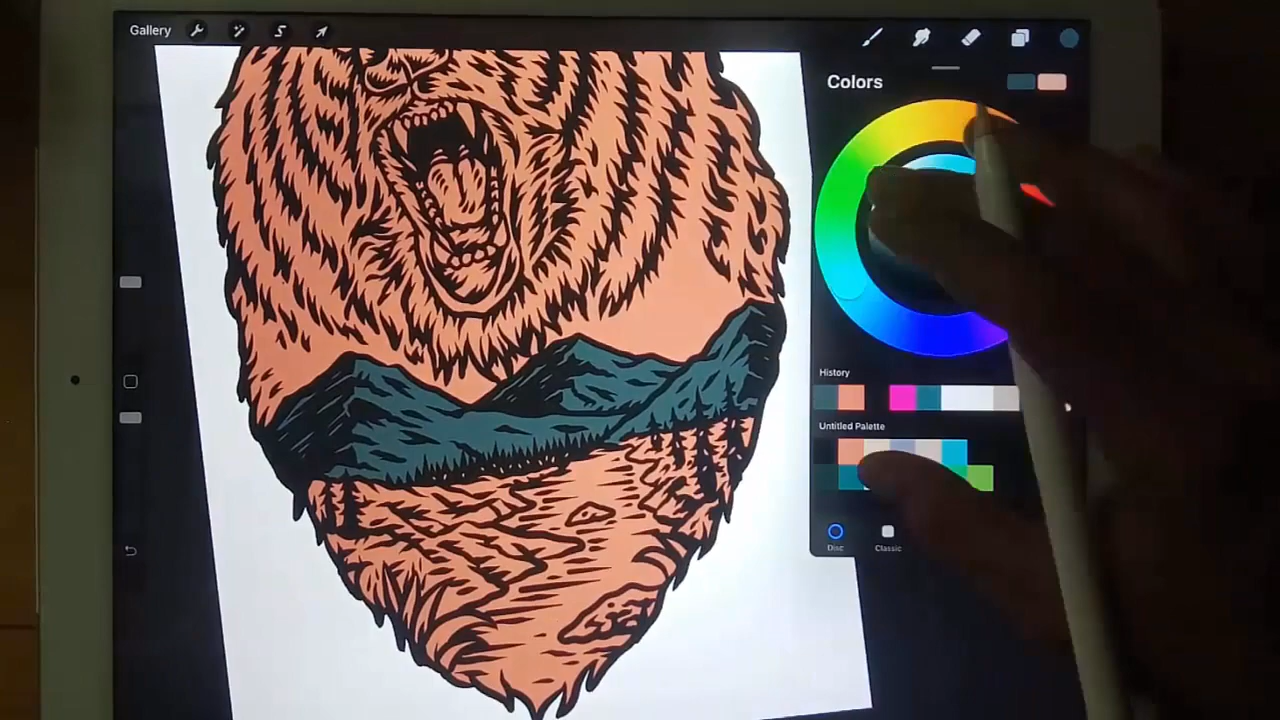 Gallery
Colors
History
Untitled Palette
Disc
Classic